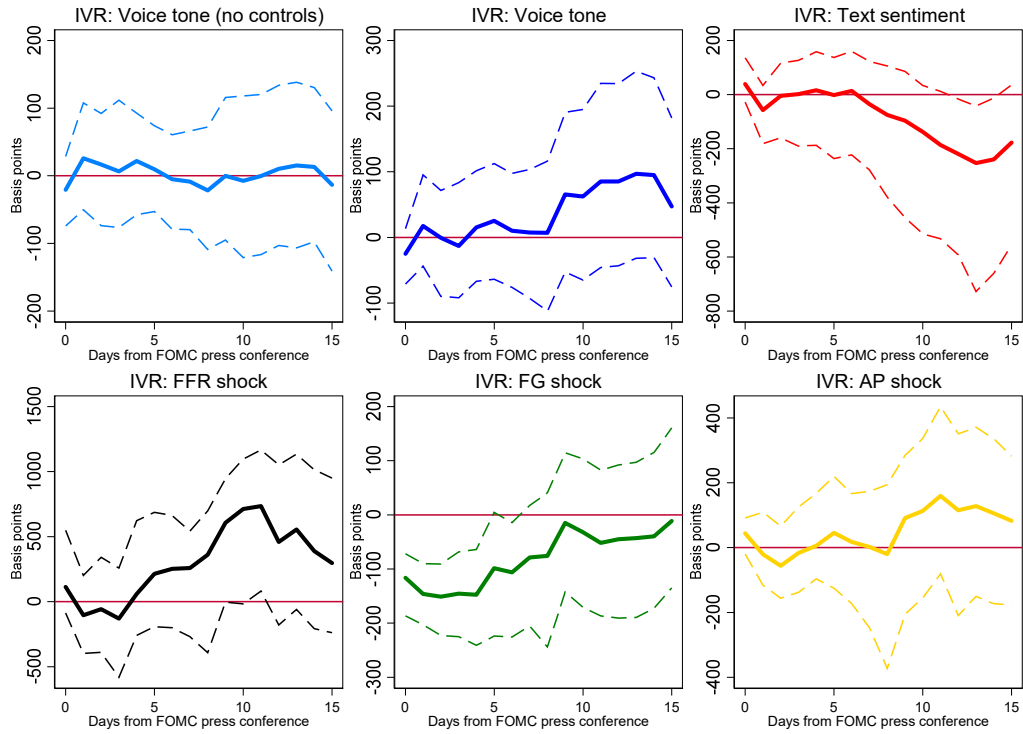 IVR: Voice tone (no controls)
Basis points
200
100
0
-100
-200
0 5 10 15
Days from FOMC press conference
IVR: Voice tone
Basis points
300
200
100
0
-100
0 5 10 15
Days from FOMC press conference
IVR: Text sentiment
Basis points
200
0
-200
-400
-600
-800
0 5 10 15
Days from FOMC press conference
IVR: FFR shock
Basis points
1500
1000
500
0
-500
0 5 10 15
Days from FOMC press conference
IVR: FG shock
Basis points
200
100
0
-100
-200
-300
0 5 10 15
Days from FOMC press conference
IVR: AP shock
Basis points
400
200
0
-200
-400
0 5 10 15
Days from FOMC press conference